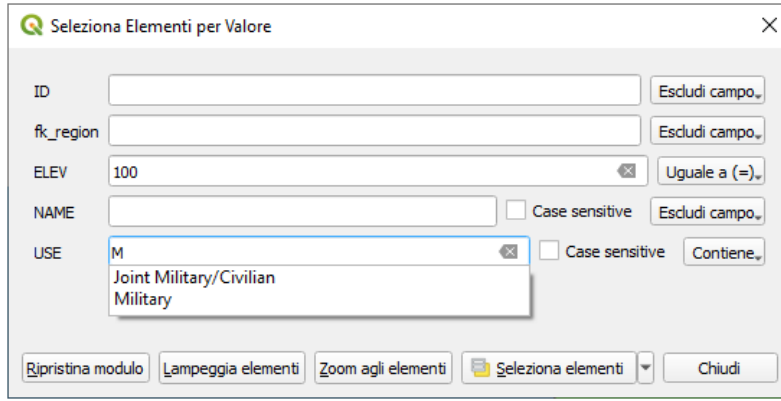 Seleziona Elementi per Valore
ID Escludi campo
fk_region Escludi campo
ELEV 100 Uguale a (=)
NAME Case sensitive Escludi campo
USE M Case sensitive Contiene
Joint Military/Civilian
Military
Ripristina modulo Lampeggia elementi Zoom agli elementi Seleziona elementi Chiudi